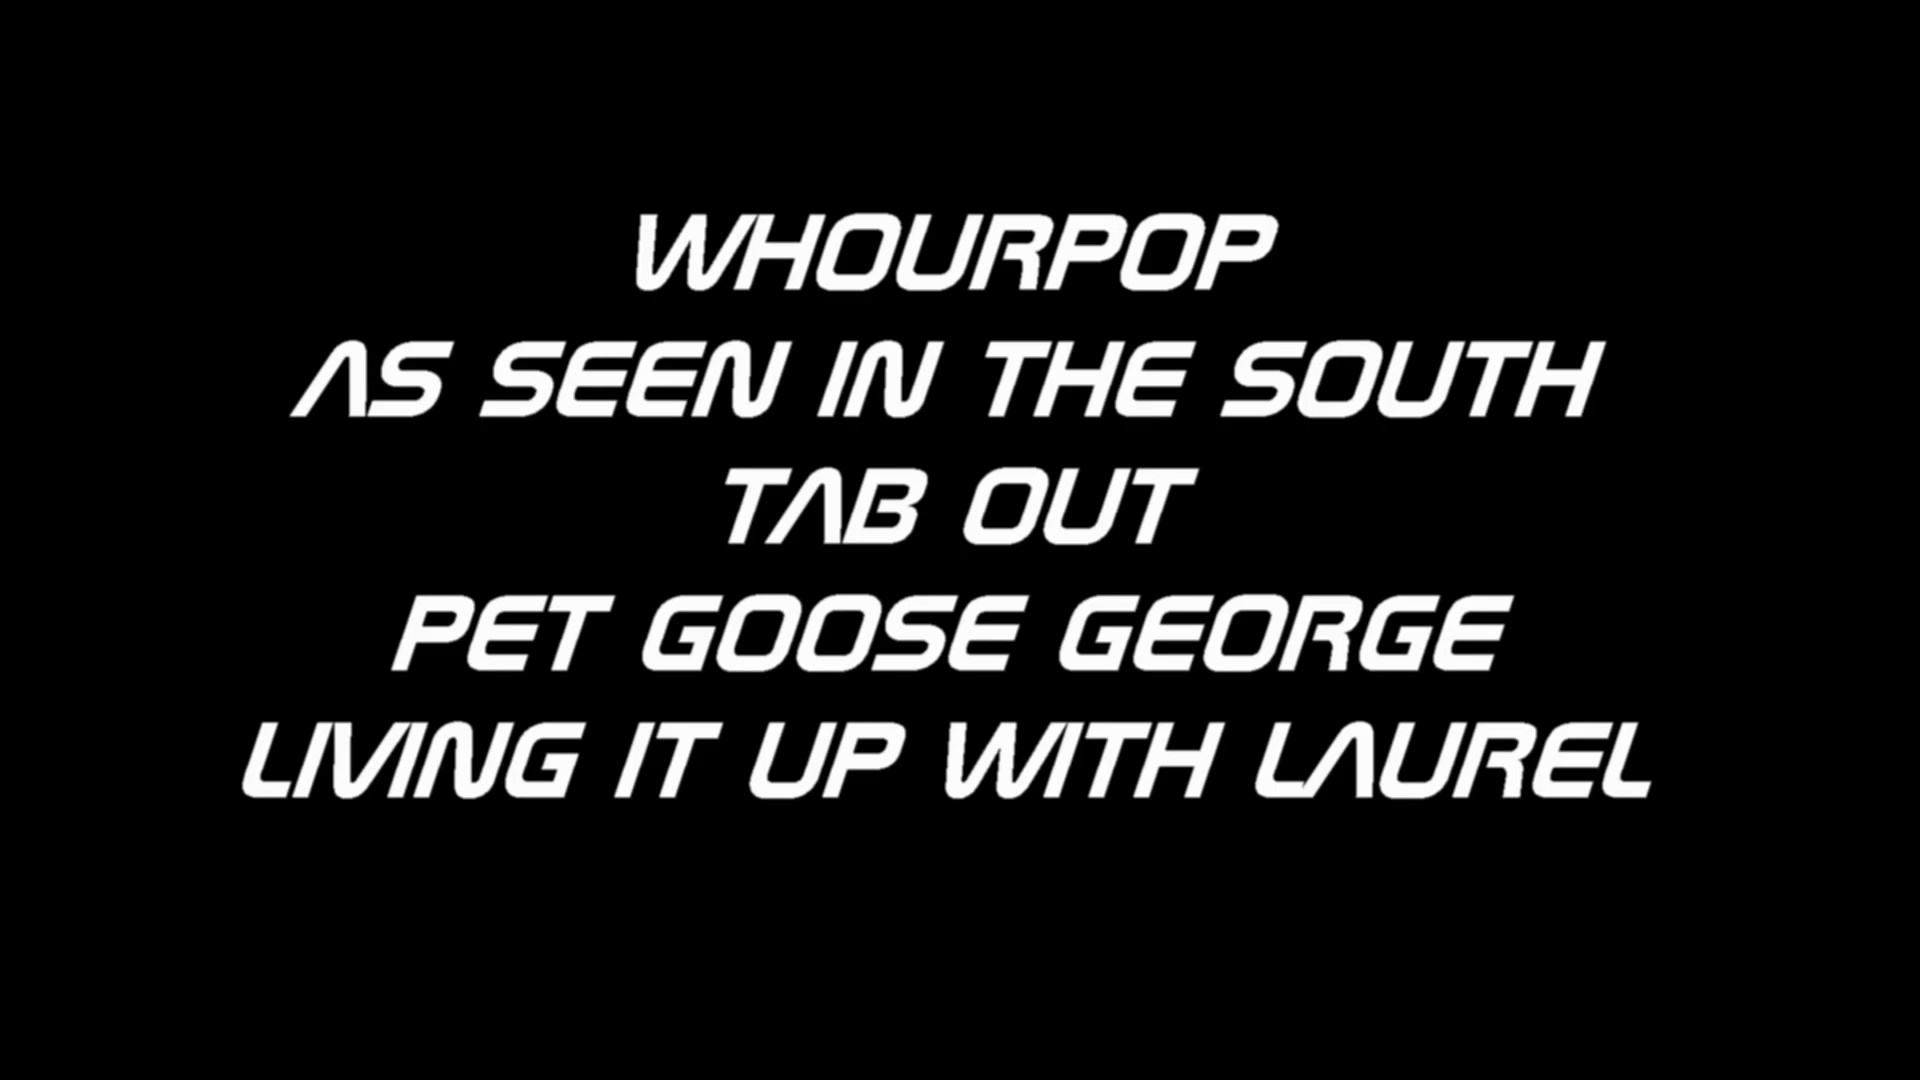 WHOURPOP
AS SEEN IN THE SOUTH
TAB OUT
PET GOOSE GEORGE
LIVING IT UP WITH LAUREL